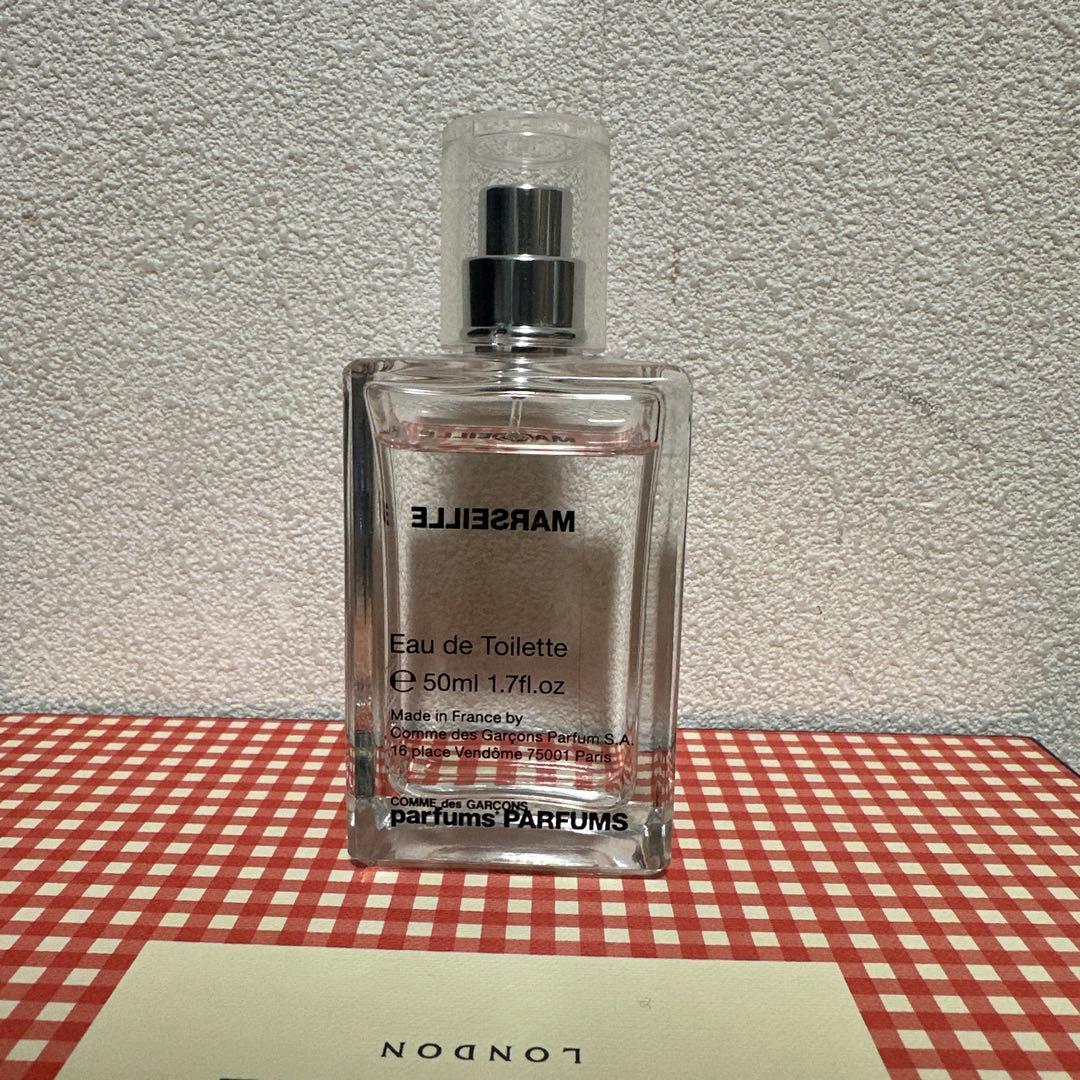 MARSEILLE
Eau de Toilette
℮ 50ml 1.7fl.oz
Made in France by
Comme des Garçons Parfum S.A.
16 place Vendôme 75001 Paris
COMME des GARÇONS
parfums*PARFUMS
LONDON